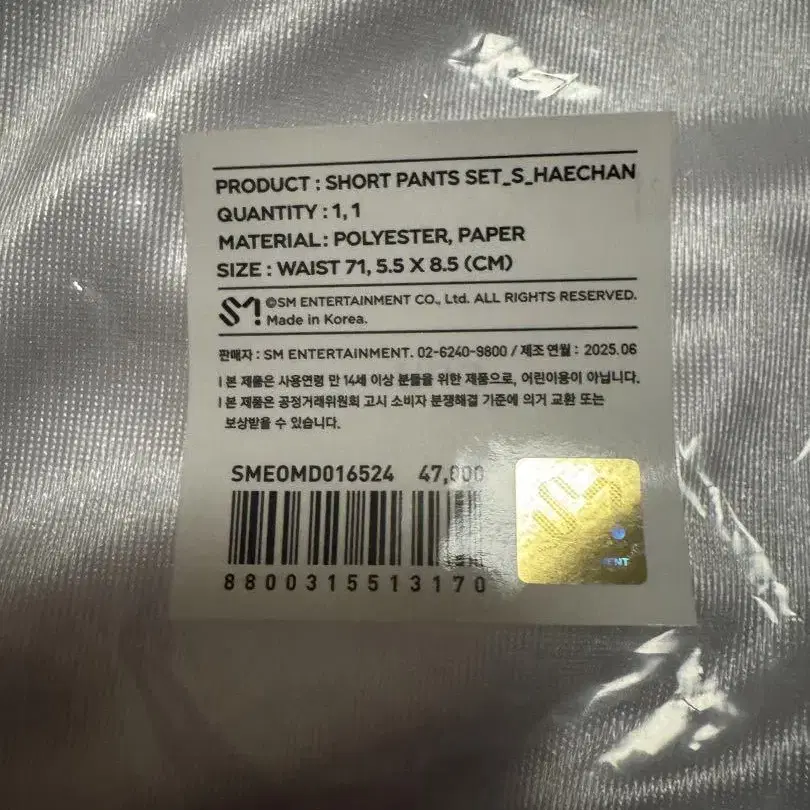 PRODUCT : SHORT PANTS SET_S_HAECHAN
QUANTITY : 1, 1
MATERIAL : POLYESTER, PAPER
SIZE : WAIST 71, 5.5 X 8.5 (CM)
SM! ©SM ENTERTAINMENT CO., Ltd. ALL RIGHTS RESERVED.
Made in Korea.
판매자 : SM ENTERTAINMENT. 02-6240-9800 / 제조 연월 : 2025.06
| 본 제품은 사용연령 만 14세 이상 분들을 위한 제품으로, 어린이용이 아닙니다.
| 본 제품은 공정거래위원회 고시 소비자 분쟁해결 기준에 의거 교환 또는
보상받을 수 있습니다.
SMEOMD016524 47,000
8800315513170
SM